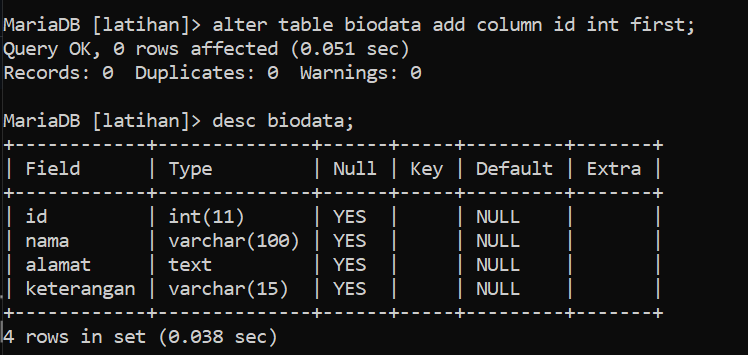 MariaDB [latihan]> alter table biodata add column id int first;
Query OK, 0 rows affected (0.051 sec)
Records: 0  Duplicates: 0  Warnings: 0

MariaDB [latihan]> desc biodata;
+------------+--------------+------+-----+---------+-------+
| Field      | Type         | Null | Key | Default | Extra |
+------------+--------------+------+-----+---------+-------+
| id         | int(11)      | YES  |     | NULL    |       |
| nama       | varchar(100) | YES  |     | NULL    |       |
| alamat     | text         | YES  |     | NULL    |       |
| keterangan | varchar(15)  | YES  |     | NULL    |       |
+------------+--------------+------+-----+---------+-------+
4 rows in set (0.038 sec)